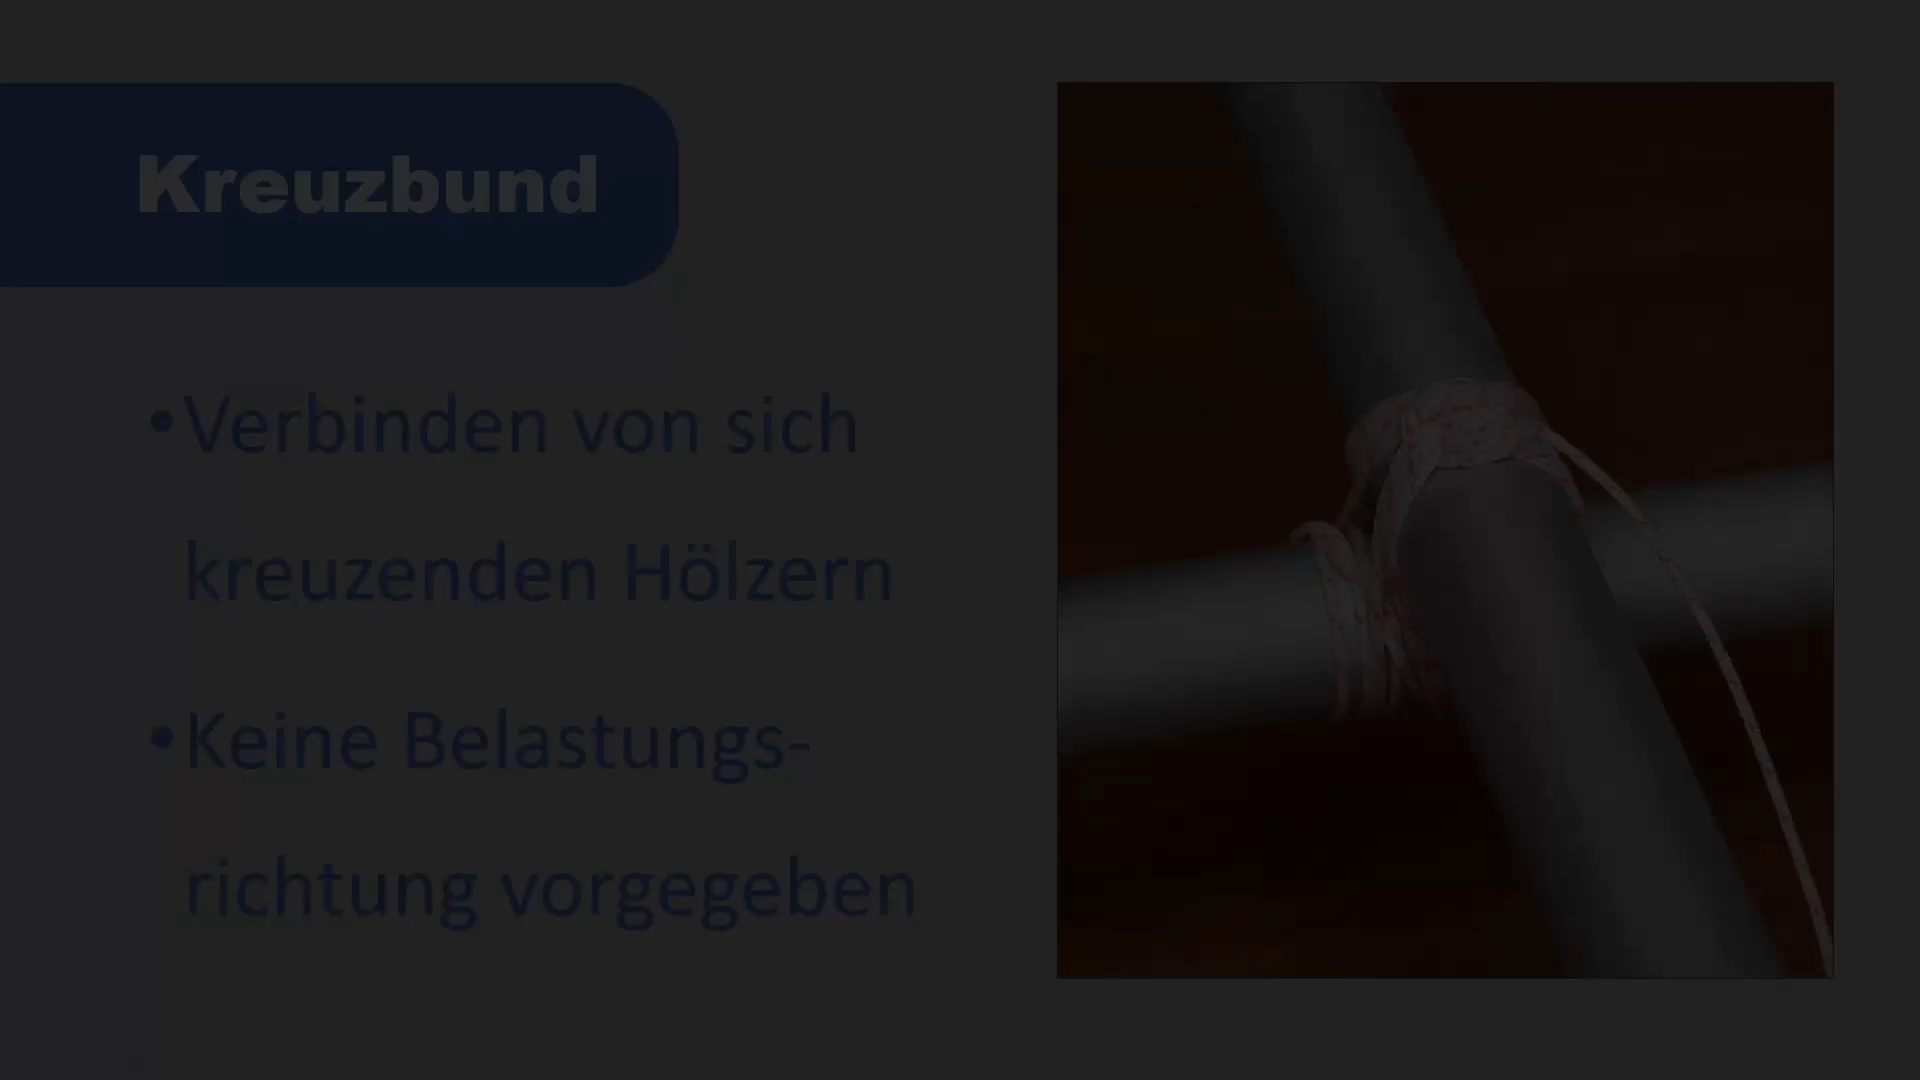 Kreuzbund
•Verbinden von sich
kreuzenden Hölzern
•Keine Belastungs-
richtung vorgegeben